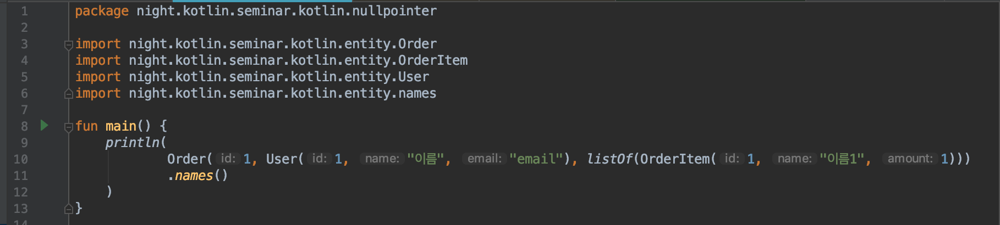 1 package night.kotlin.seminar.kotlin.nullpointer
2
3 import night.kotlin.seminar.kotlin.entity.Order
4 import night.kotlin.seminar.kotlin.entity.OrderItem
5 import night.kotlin.seminar.kotlin.entity.User
6 import night.kotlin.seminar.kotlin.entity.names
7
8 fun main() {
9 println(
10 Order( id: 1, User( id: 1, name: "이름", email: "email"), listOf(OrderItem( id: 1, name: "이름1", amount: 1)))
11 .names()
12 )
13 }
14